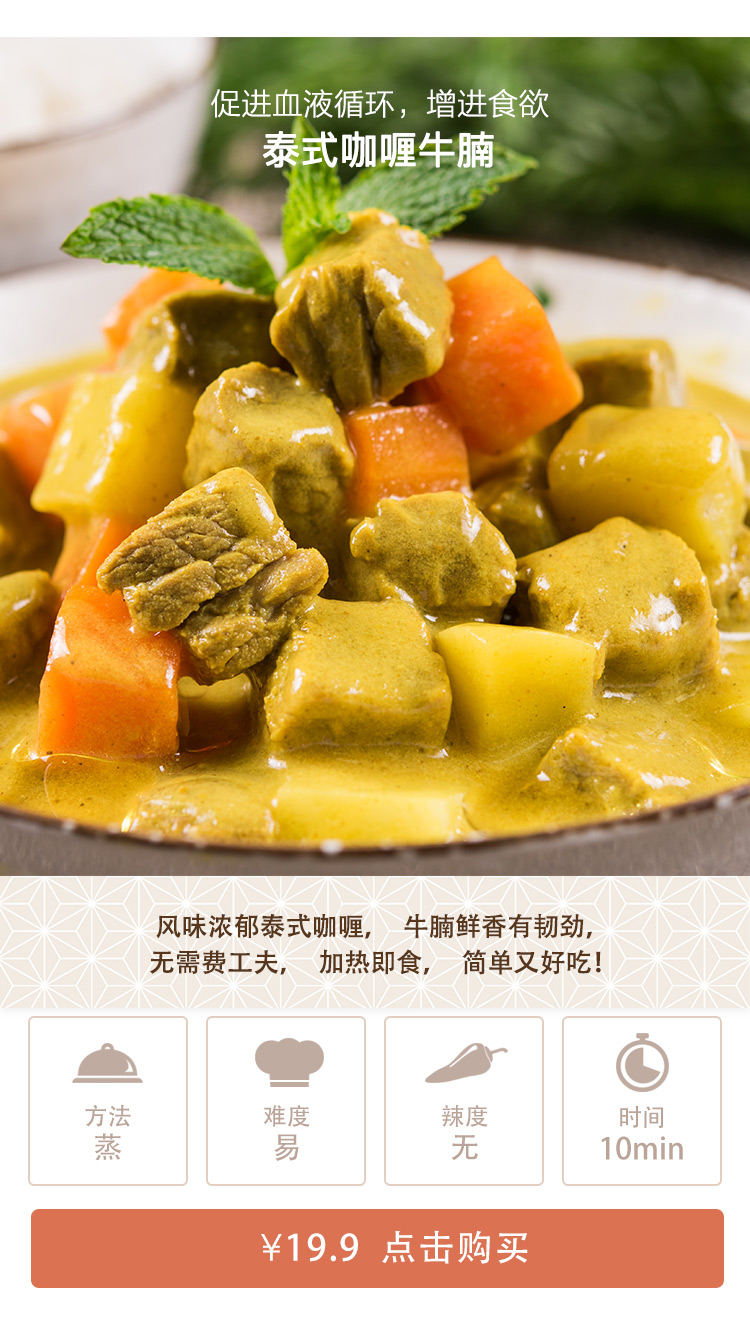 促进血液循环，增进食欲
泰式咖喱牛腩
风味浓郁泰式咖喱， 牛腩鲜香有韧劲，
无需费工夫， 加热即食， 简单又好吃！
方法
蒸
难度
易
辣度
无
时间
10min
¥19.9 点击购买